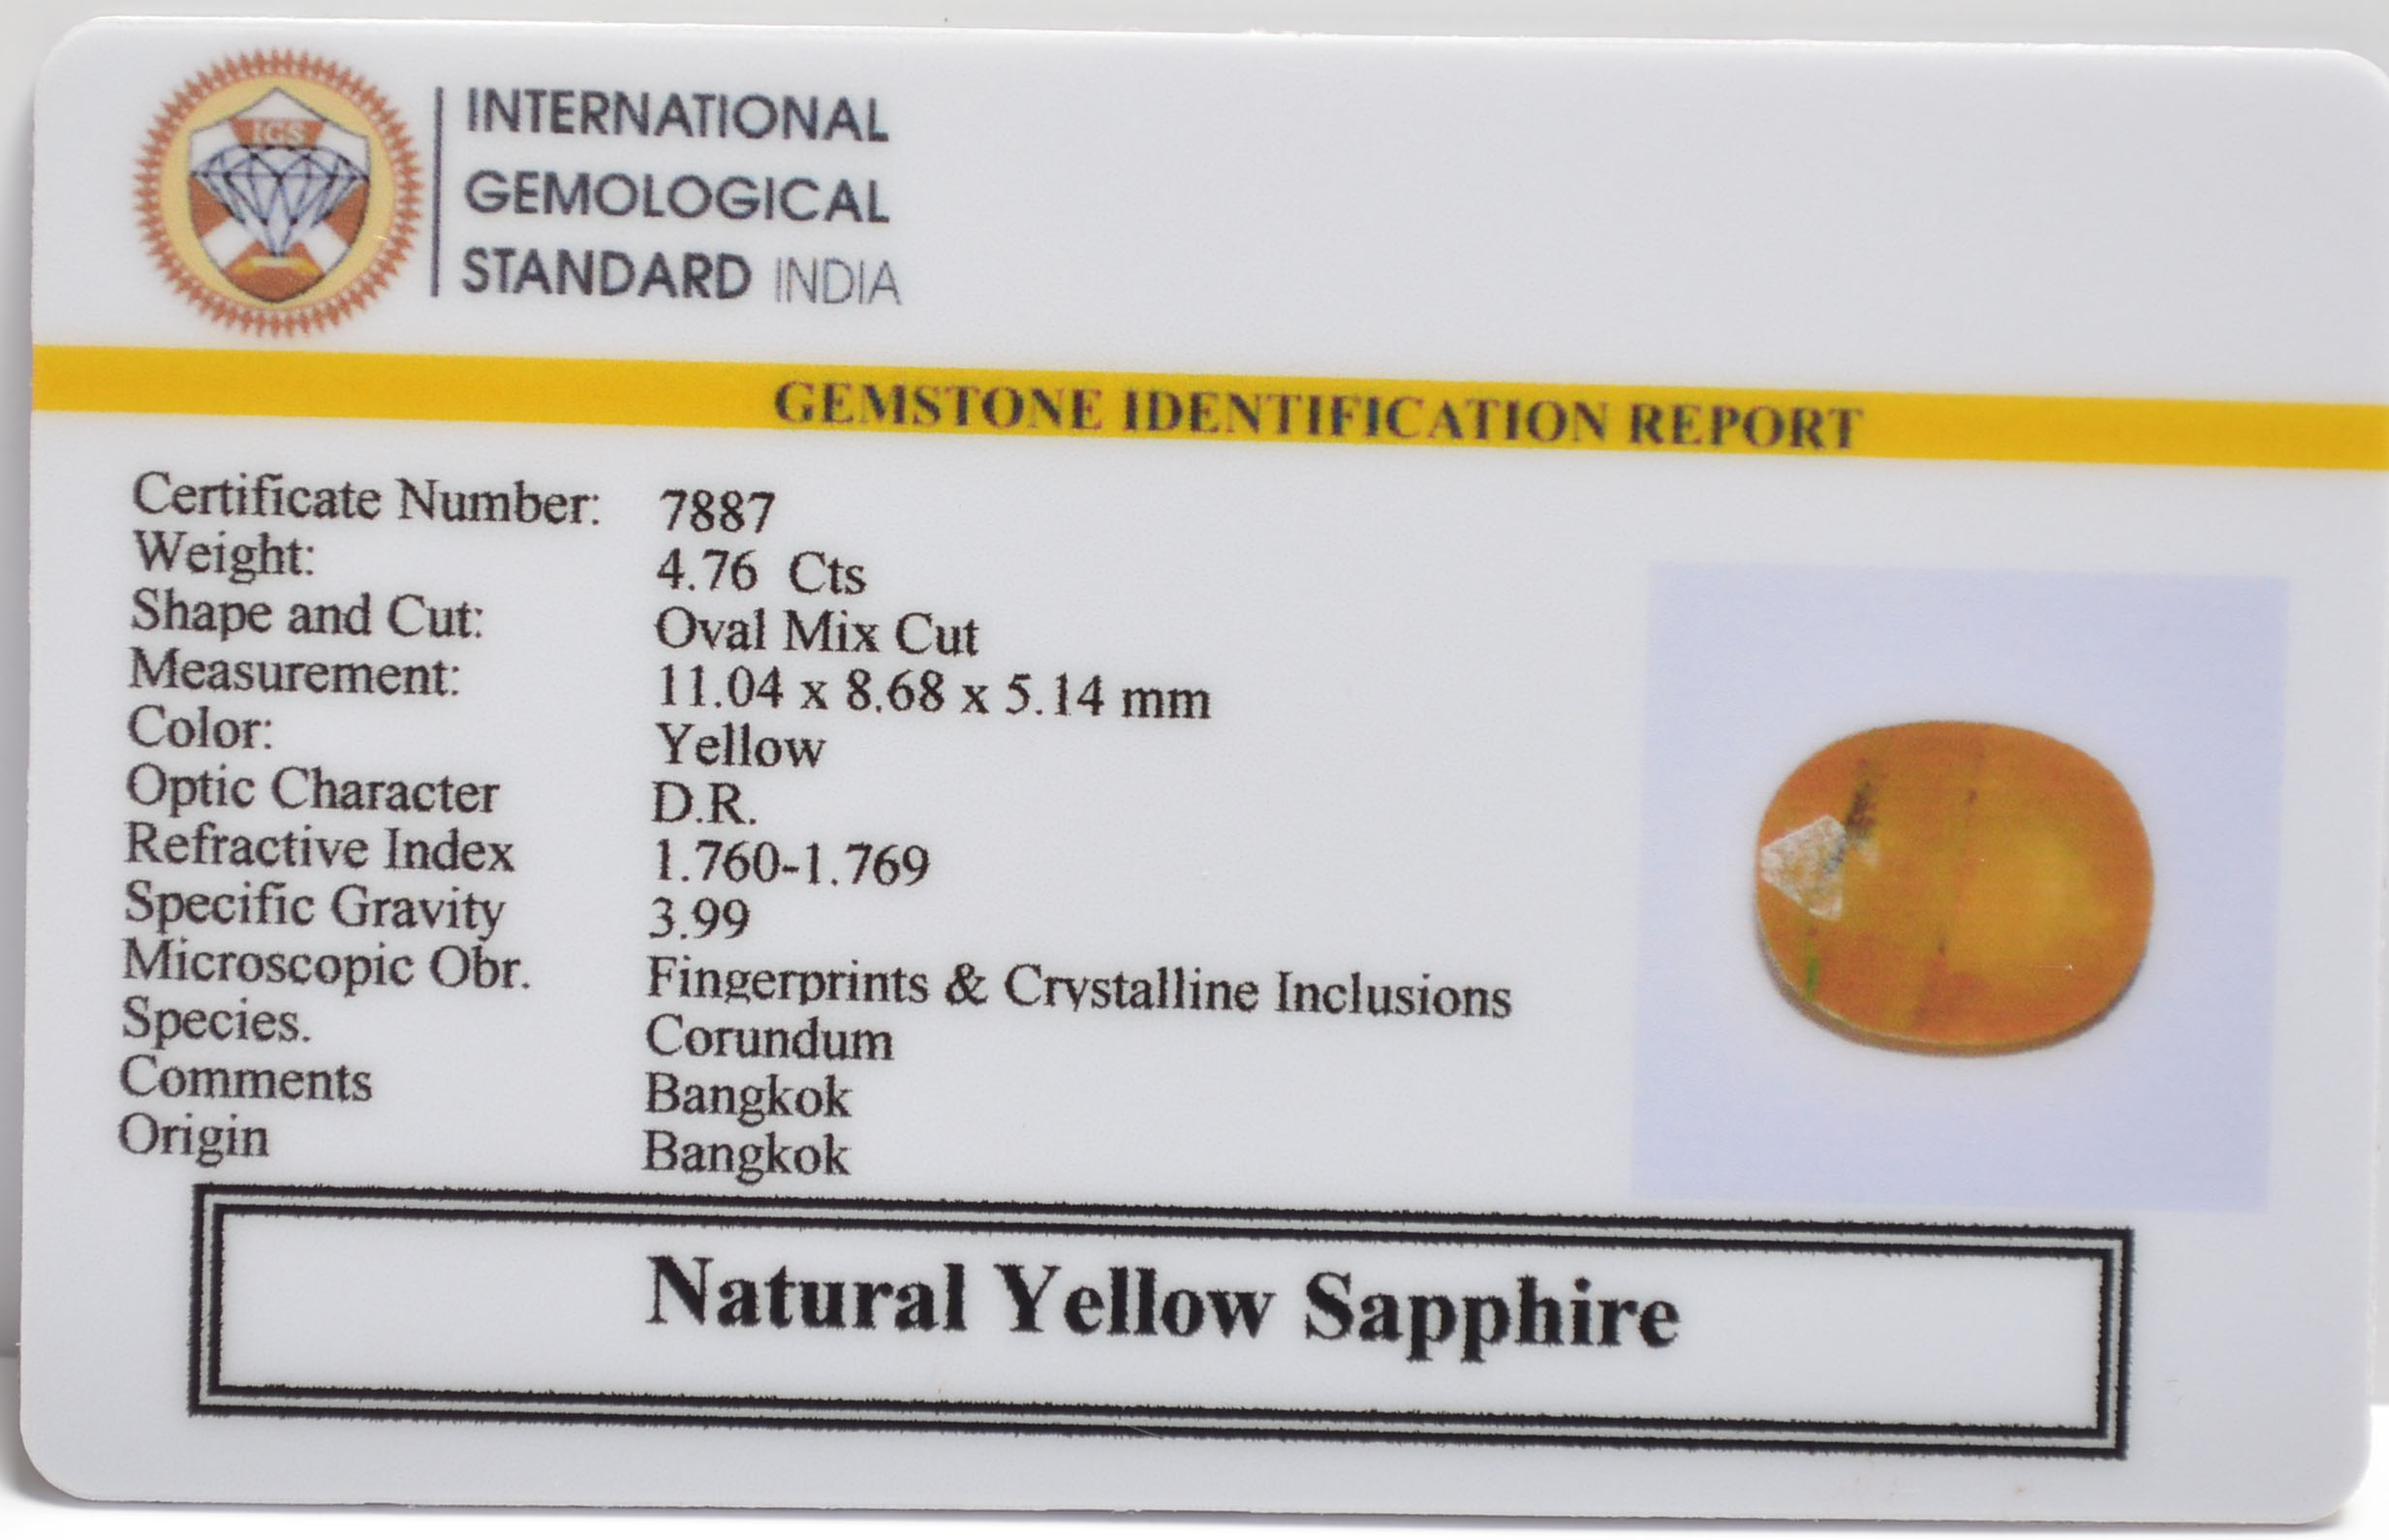 IGS
INTERNATIONAL
GEMOLOGICAL
STANDARD INDIA
GEMSTONE IDENTIFICATION REPORT
Certificate Number: 7887
Weight: 4.76 Cts
Shape and Cut: Oval Mix Cut
Measurement: 11.04 x 8.68 x 5.14 mm
Color: Yellow
Optic Character D.R.
Refractive Index 1.760-1.769
Specific Gravity 3.99
Microscopic Obr. Fingerprints & Crystalline Inclusions
Species. Corundum
Comments Bangkok
Origin Bangkok
Natural Yellow Sapphire